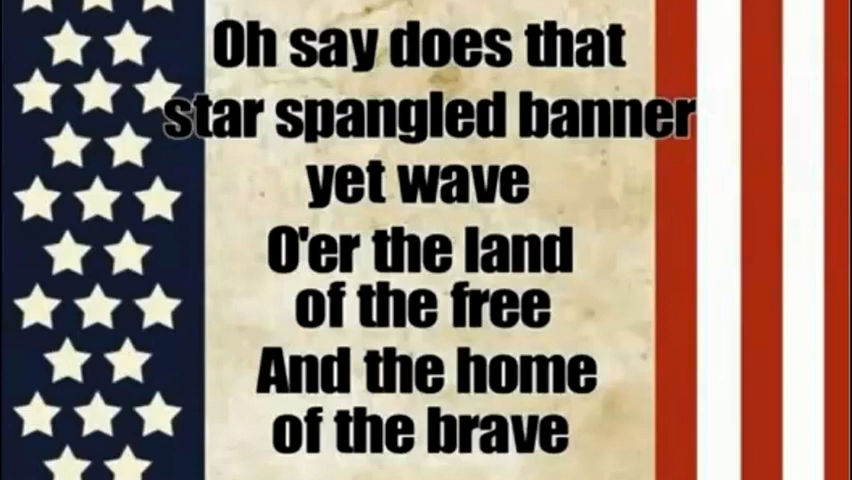 Oh say does that
star spangled banner
yet wave
O'er the land
of the free
And the home
of the brave